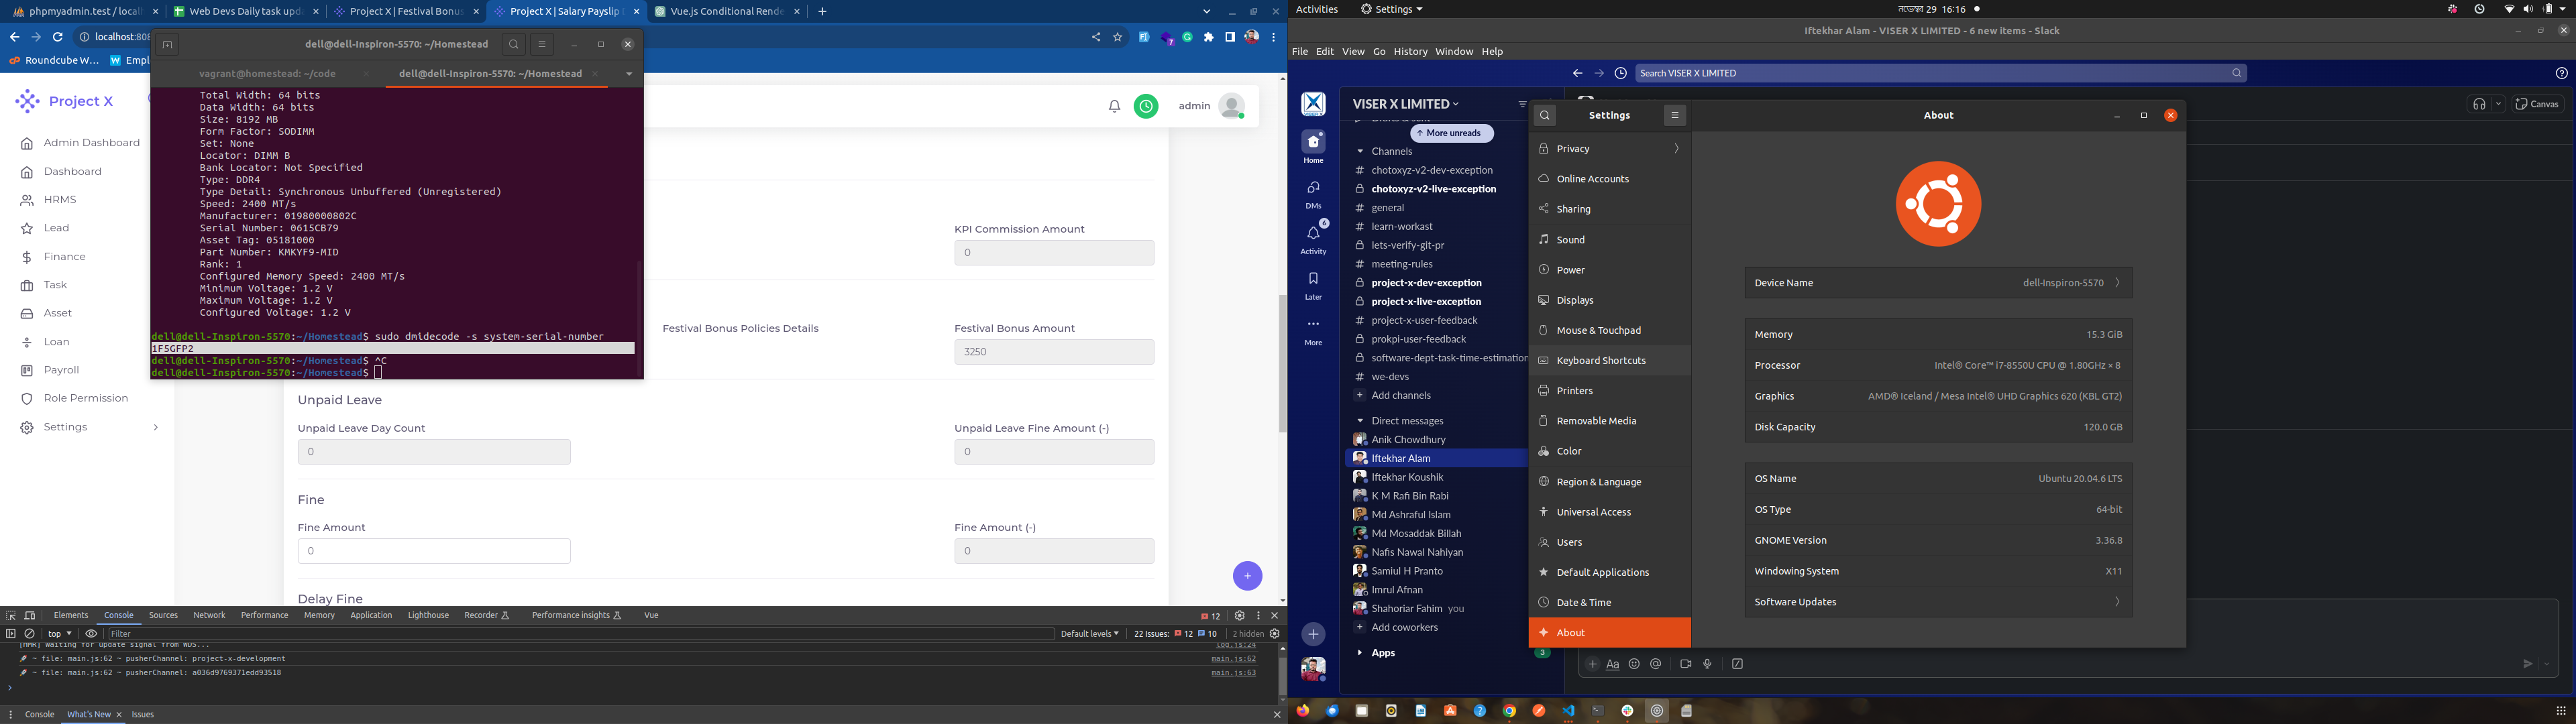 phpmyadmin.test / local
Web Devs Daily task upda
Project X | Festival Bonus
Project X | Salary Payslip
Vue.js Conditional Rende
localhost:808
Roundcube W...
Empl
dell@dell-Inspiron-5570: ~/Homestead
vagrant@homestead: ~/code
dell@dell-Inspiron-5570: ~/Homestead
Total Width: 64 bits
Data Width: 64 bits
Size: 8192 MB
Form Factor: SODIMM
Set: None
Locator: DIMM B
Bank Locator: Not Specified
Type: DDR4
Type Detail: Synchronous Unbuffered (Unregistered)
Speed: 2400 MT/s
Manufacturer: 01980000802C
Serial Number: 0615CB79
Asset Tag: 05181000
Part Number: KMKYF9-MID
Rank: 1
Configured Memory Speed: 2400 MT/s
Minimum Voltage: 1.2 V
Maximum Voltage: 1.2 V
Configured Voltage: 1.2 V
dell@dell-Inspiron-5570:~/Homestead$ sudo dmidecode -s system-serial-number
1F5GFP2
dell@dell-Inspiron-5570:~/Homestead$ ^C
dell@dell-Inspiron-5570:~/Homestead$
Project X
Admin Dashboard
Dashboard
HRMS
Lead
Finance
Task
Asset
Loan
Payroll
Role Permission
Settings
admin
KPI Commission Amount
0
Festival Bonus Policies Details
Festival Bonus Amount
3250
Unpaid Leave
Unpaid Leave Day Count
Unpaid Leave Fine Amount (-)
0
0
Fine
Fine Amount
Fine Amount (-)
0
0
Delay Fine
Elements Console Sources Network Performance Memory Application Lighthouse Recorder Performance insights Vue
12
top
Filter
Default levels
22 Issues: 12 10
2 hidden
[HMR] Waiting for update signal from WDS...
log.js:24
~ file: main.js:62 ~ pusherChannel: project-x-development
main.js:62
~ file: main.js:62 ~ pusherChannel: a036d9769371edd93518
main.js:63
Console What's New Issues
Activities
Settings
নভেম্বর 29 16:16
Iftekhar Alam - VISER X LIMITED - 6 new items - Slack
File Edit View Go History Window Help
Search VISER X LIMITED
Home
DMs
6
Activity
Later
More
VISER X LIMITED
Drafts & sent
More unreads
Channels
# chotoxyz-v2-dev-exception
chotoxyz-v2-live-exception
# general
# learn-workast
lets-verify-git-pr
# meeting-rules
project-x-dev-exception
project-x-live-exception
# project-x-user-feedback
# prokpi-user-feedback
software-dept-task-time-estimation
# we-devs
Add channels
Direct messages
Anik Chowdhury
Iftekhar Alam
Iftekhar Koushik
K M Rafi Bin Rabi
Md Ashraful Islam
Md Mosaddak Billah
Nafis Nawal Nahiyan
Samiul H Pranto
Imrul Afnan
Shahoriar Fahim you
Add coworkers
Apps
3
Canvas
Settings
About
Privacy
Online Accounts
Sharing
Sound
Power
Displays
Mouse & Touchpad
Keyboard Shortcuts
Printers
Removable Media
Color
Region & Language
Universal Access
Users
Default Applications
Date & Time
About
Device Name dell-Inspiron-5570
Memory 15.3 GiB
Processor Intel® Core™ i7-8550U CPU @ 1.80GHz × 8
Graphics AMD® Iceland / Mesa Intel® UHD Graphics 620 (KBL GT2)
Disk Capacity 120.0 GB
OS Name Ubuntu 20.04.6 LTS
OS Type 64-bit
GNOME Version 3.36.8
Windowing System X11
Software Updates
Aa